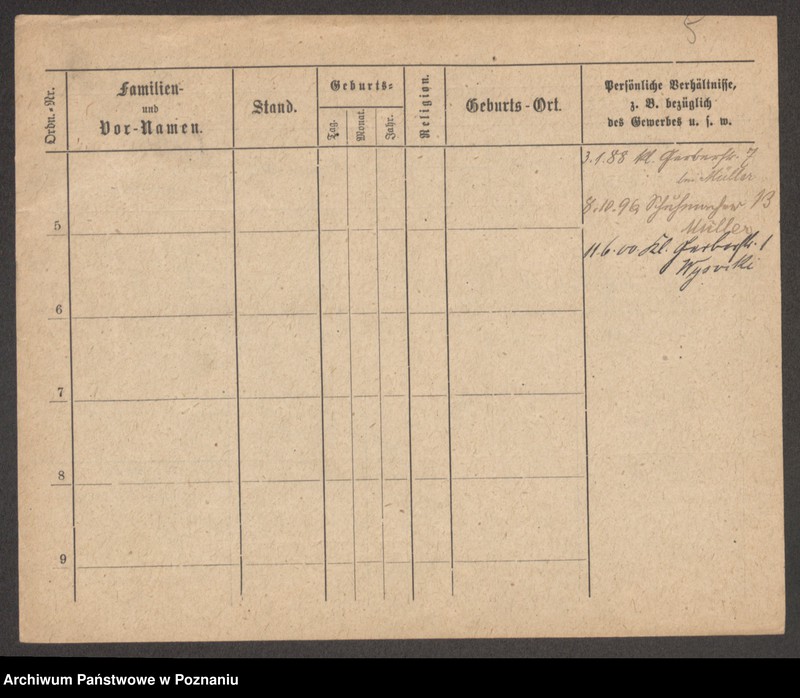 5
Ordn.-Nr.
Familien-
und
Vor-Namen.
Stand.
Geburts-
Tag.
Monat.
Jahr.
Religion.
Geburts-Ort.
Persönliche Verhältnisse,
z. B. bezüglich
des Gewerbes u. s. w.
3.1.88 kl. Gerberstr. 7
bei Müller
8.10.96 Schuhmacher 13
Müller
11.6.00 Kl. Gerberstr. 1
5
6
7
8
9
Archiwum Państwowe w Poznaniu